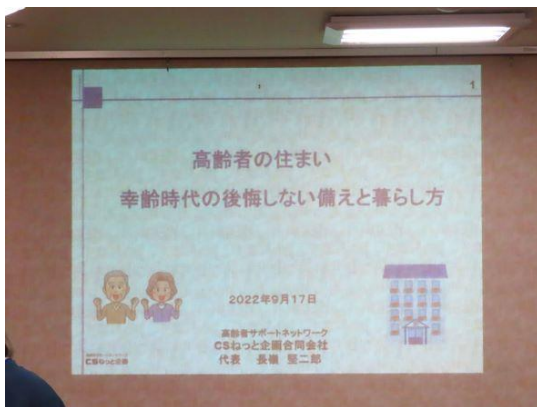 1
高齢者の住まい
幸齢時代の後悔しない備えと暮らし方
2022年9月17日
高齢者サポートネットワーク
CSねっと企画合同会社
代表 長嶺 堅二郎
CSねっと企画